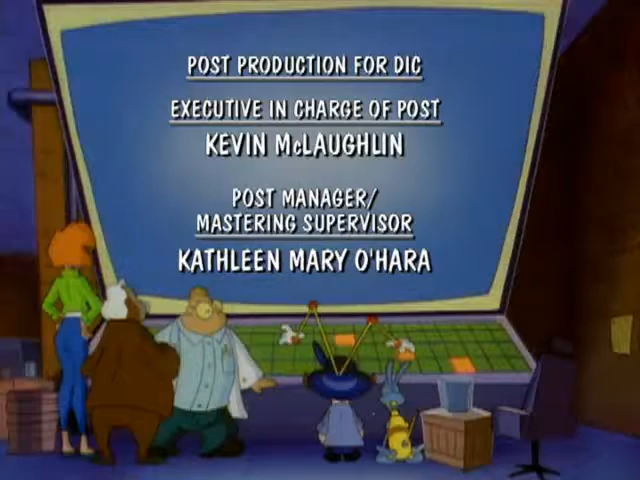 POST PRODUCTION FOR DIC
EXECUTIVE IN CHARGE OF POST
KEVIN McLAUGHLIN
POST MANAGER/
MASTERING SUPERVISOR
KATHLEEN MARY O'HARA